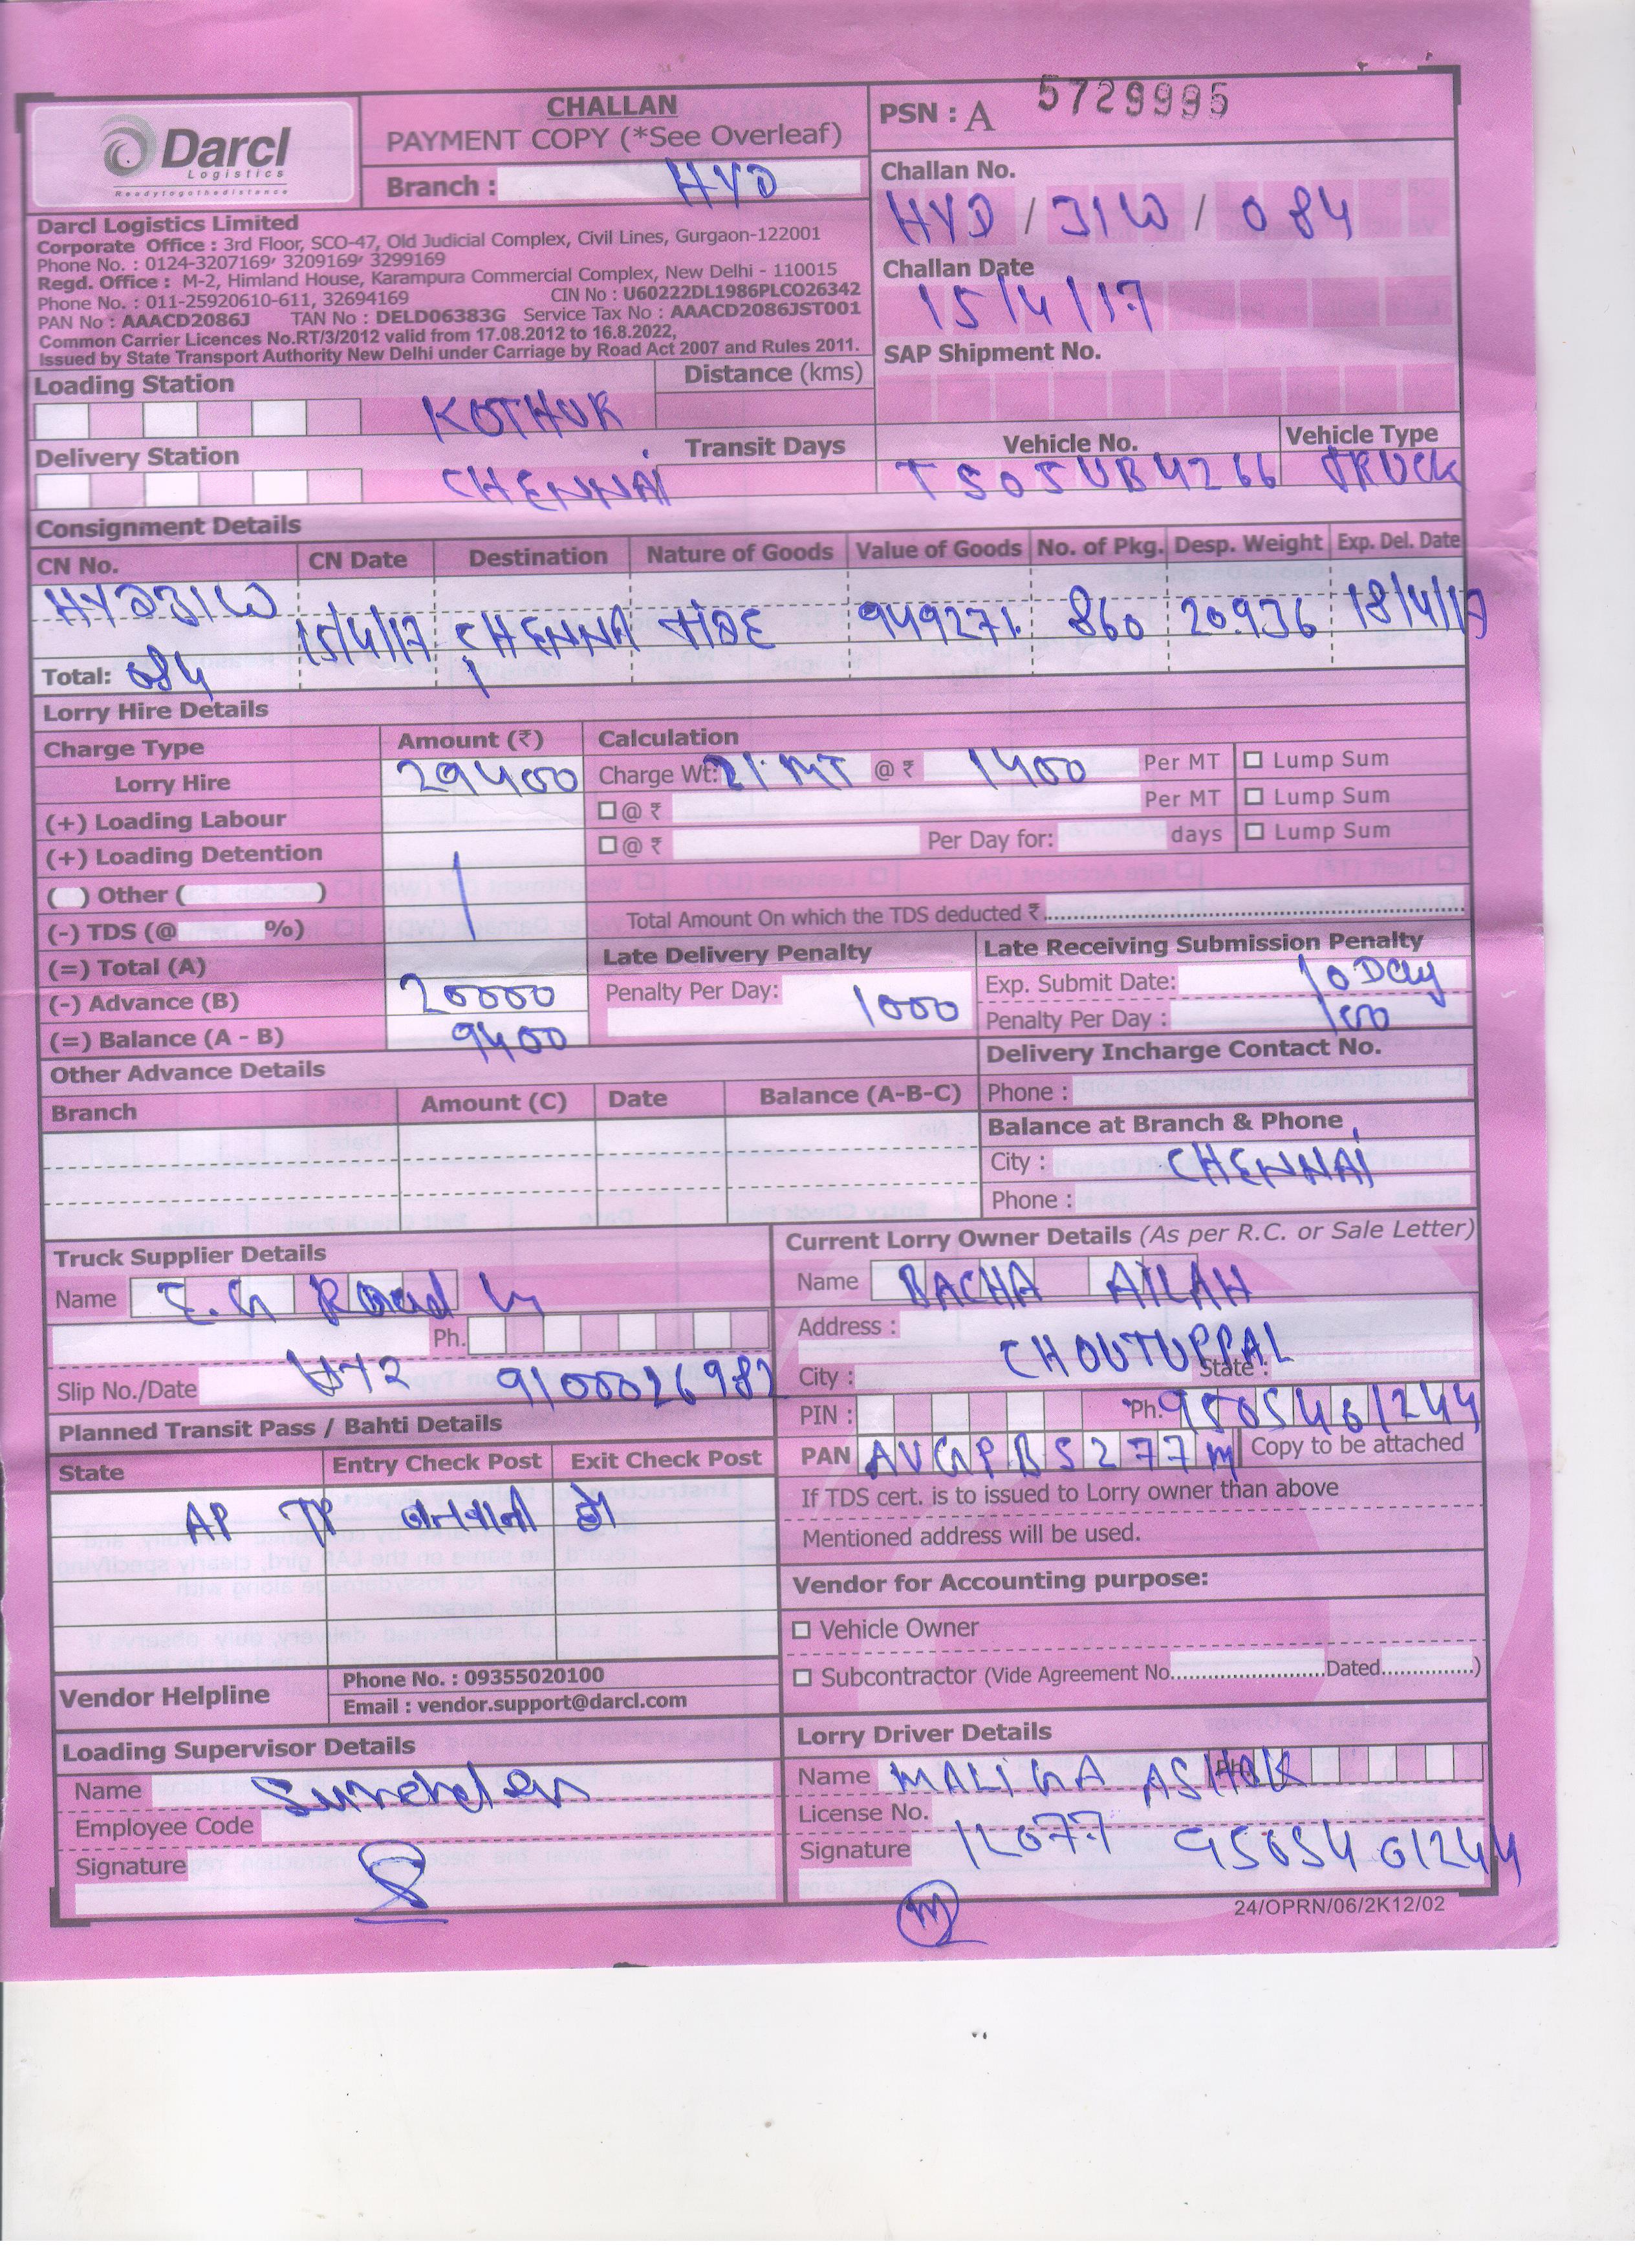 Darcl
Logistics
Readytogothedistance
CHALLAN
PAYMENT COPY (*See Overleaf)
Branch : HYD
PSN : A 5729995
Challan No.
HYD / JIW / 084
Challan Date
15/4/17
SAP Shipment No.
Darcl Logistics Limited
Corporate Office : 3rd Floor, SCO-47, Old Judicial Complex, Civil Lines, Gurgaon-122001
Phone No. : 0124-3207169, 3209169, 3299169
Regd. Office : M-2, Himland House, Karampura Commercial Complex, New Delhi - 110015
Phone No. : 011-25920610-611, 32694169 CIN No : U60222DL1986PLCO26342
PAN No : AAACD2086J TAN No : DELD06383G Service Tax No : AAACD2086JST001
Common Carrier Licences No.RT/3/2012 valid from 17.08.2012 to 16.8.2022,
Issued by State Transport Authority New Delhi under Carriage by Road Act 2007 and Rules 2011.
Loading Station KOTHUR Distance (kms)
Delivery Station CHENNAi Transit Days
Vehicle No. Vehicle Type
TS05UB4266 TRUCK
Consignment Details
CN No. CN Date Destination Nature of Goods Value of Goods No. of Pkg. Desp. Weight Exp. Del. Date
HYDJIW 15/4/17 CHENNAi 949271. 860 20.936 18/4/17
Total: 084
Lorry Hire Details
Charge Type Amount (₹) Calculation
Lorry Hire 29400 Charge Wt: 21. MT @ ₹ 1400 Per MT Lump Sum
(+) Loading Labour @ ₹ Per MT Lump Sum
(+) Loading Detention @ ₹ Per Day for: days Lump Sum
( ) Other ( )
(-) TDS (@ %) Total Amount On which the TDS deducted ₹
(=) Total (A) Late Delivery Penalty Late Receiving Submission Penalty
(-) Advance (B) 20000 Penalty Per Day: 1000 Exp. Submit Date: 10 Day
(=) Balance (A - B) 9400 Penalty Per Day : 100
Other Advance Details Delivery Incharge Contact No.
Branch Amount (C) Date Balance (A-B-C) Phone :
Balance at Branch & Phone
City : CHENNAi
Phone :
Truck Supplier Details
Name
Ph.
Slip No./Date 9100026982
Current Lorry Owner Details (As per R.C. or Sale Letter)
Name BACHA AILAH
Address :
CHOUTUPPAL
City : State :
PIN : Ph. 9505461244
PAN AVGPB5277M Copy to be attached
If TDS cert. is to issued to Lorry owner than above
Mentioned address will be used.
Planned Transit Pass / Bahti Details
State Entry Check Post Exit Check Post
AP TP
Vendor for Accounting purpose:
Vehicle Owner
Subcontractor (Vide Agreement No. Dated )
Vendor Helpline
Phone No. : 09355020100
Email : vendor.support@darcl.com
Loading Supervisor Details
Name Surender
Employee Code
Signature
Lorry Driver Details
Name MALIGA ASHOK
License No.
Signature 12077 9505461244
24/OPRN/06/2K12/02